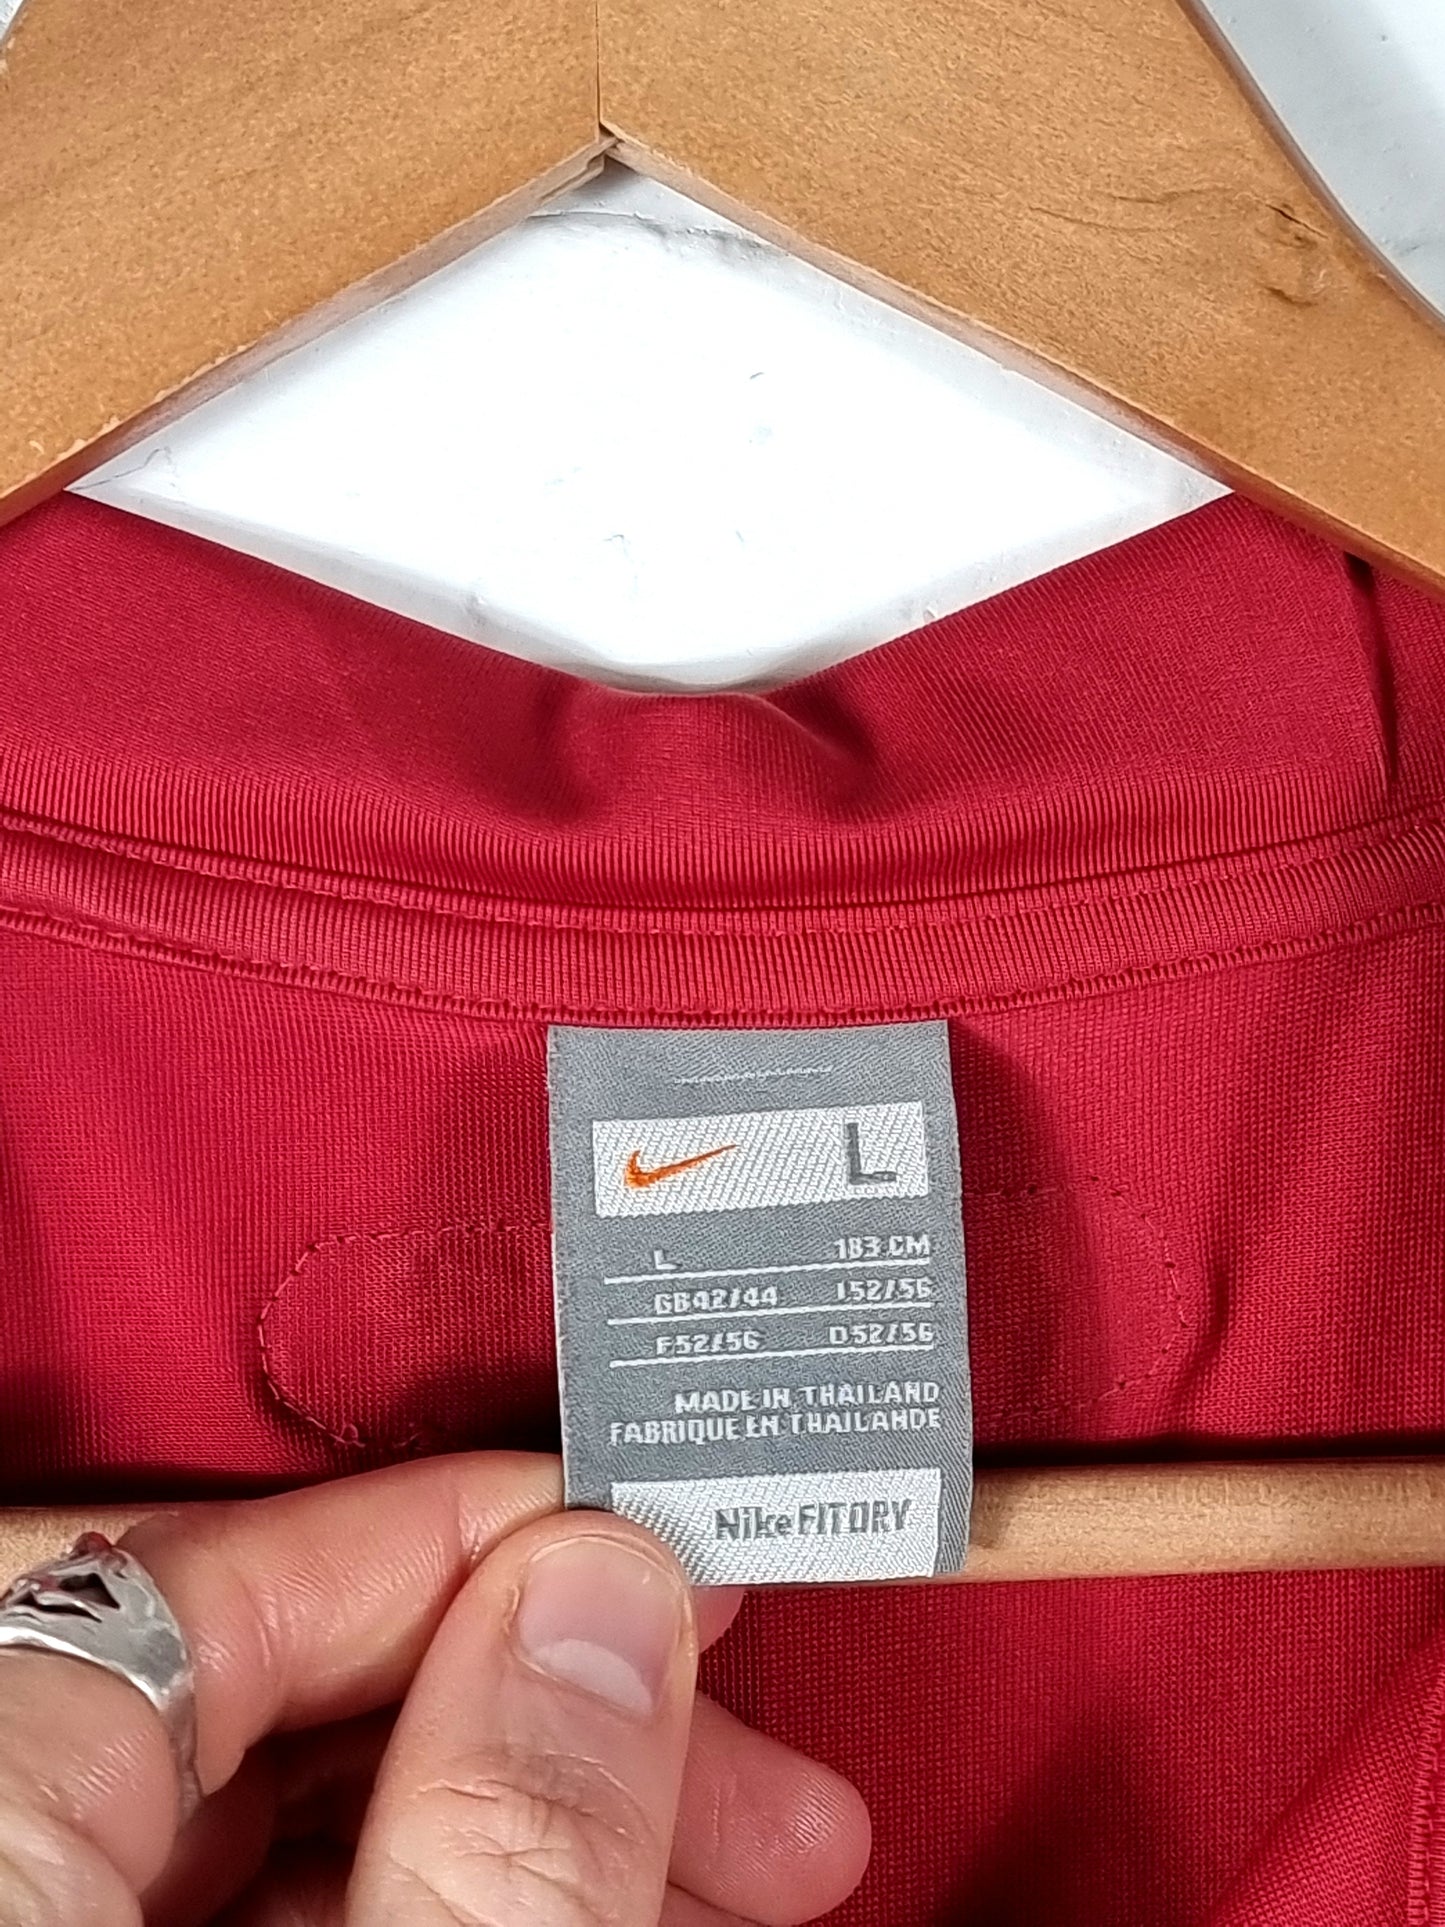 L
L 183 CM
GB42/44 I52/56
F52/56 D52/56
MADE IN THAILAND
FABRIQUE EN THAILANDE
Nike FITDRY